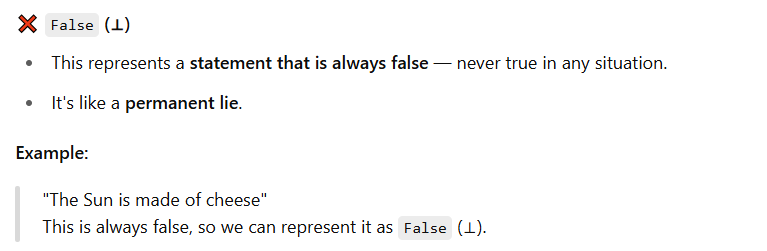 ❌ False (⊥)
• This represents a statement that is always false — never true in any situation.
• It's like a permanent lie.
Example:
"The Sun is made of cheese"
This is always false, so we can represent it as False (⊥).